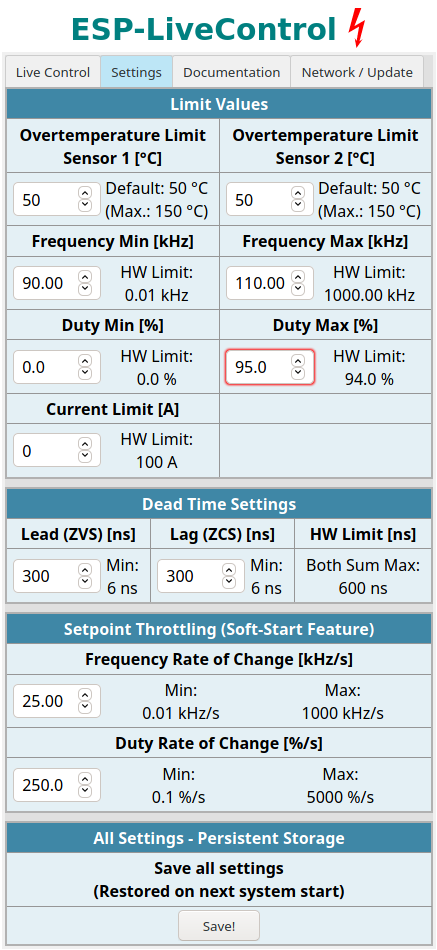 ESP-LiveControl
Live Control Settings Documentation Network / Update
Limit Values
Overtemperature Limit Sensor 1 [°C] Overtemperature Limit Sensor 2 [°C]
50 Default: 50 °C (Max.: 150 °C) 50 Default: 50 °C (Max.: 150 °C)
Frequency Min [kHz] Frequency Max [kHz]
90.00 HW Limit: 0.01 kHz 110.00 HW Limit: 1000.00 kHz
Duty Min [%] Duty Max [%]
0.0 HW Limit: 0.0 % 95.0 HW Limit: 94.0 %
Current Limit [A]
0 HW Limit: 100 A
Dead Time Settings
Lead (ZVS) [ns] Lag (ZCS) [ns] HW Limit [ns]
300 Min: 6 ns 300 Min: 6 ns Both Sum Max: 600 ns
Setpoint Throttling (Soft-Start Feature)
Frequency Rate of Change [kHz/s]
25.00 Min: 0.01 kHz/s Max: 1000 kHz/s
Duty Rate of Change [%/s]
250.0 Min: 0.1 %/s Max: 5000 %/s
All Settings - Persistent Storage
Save all settings
(Restored on next system start)
Save!